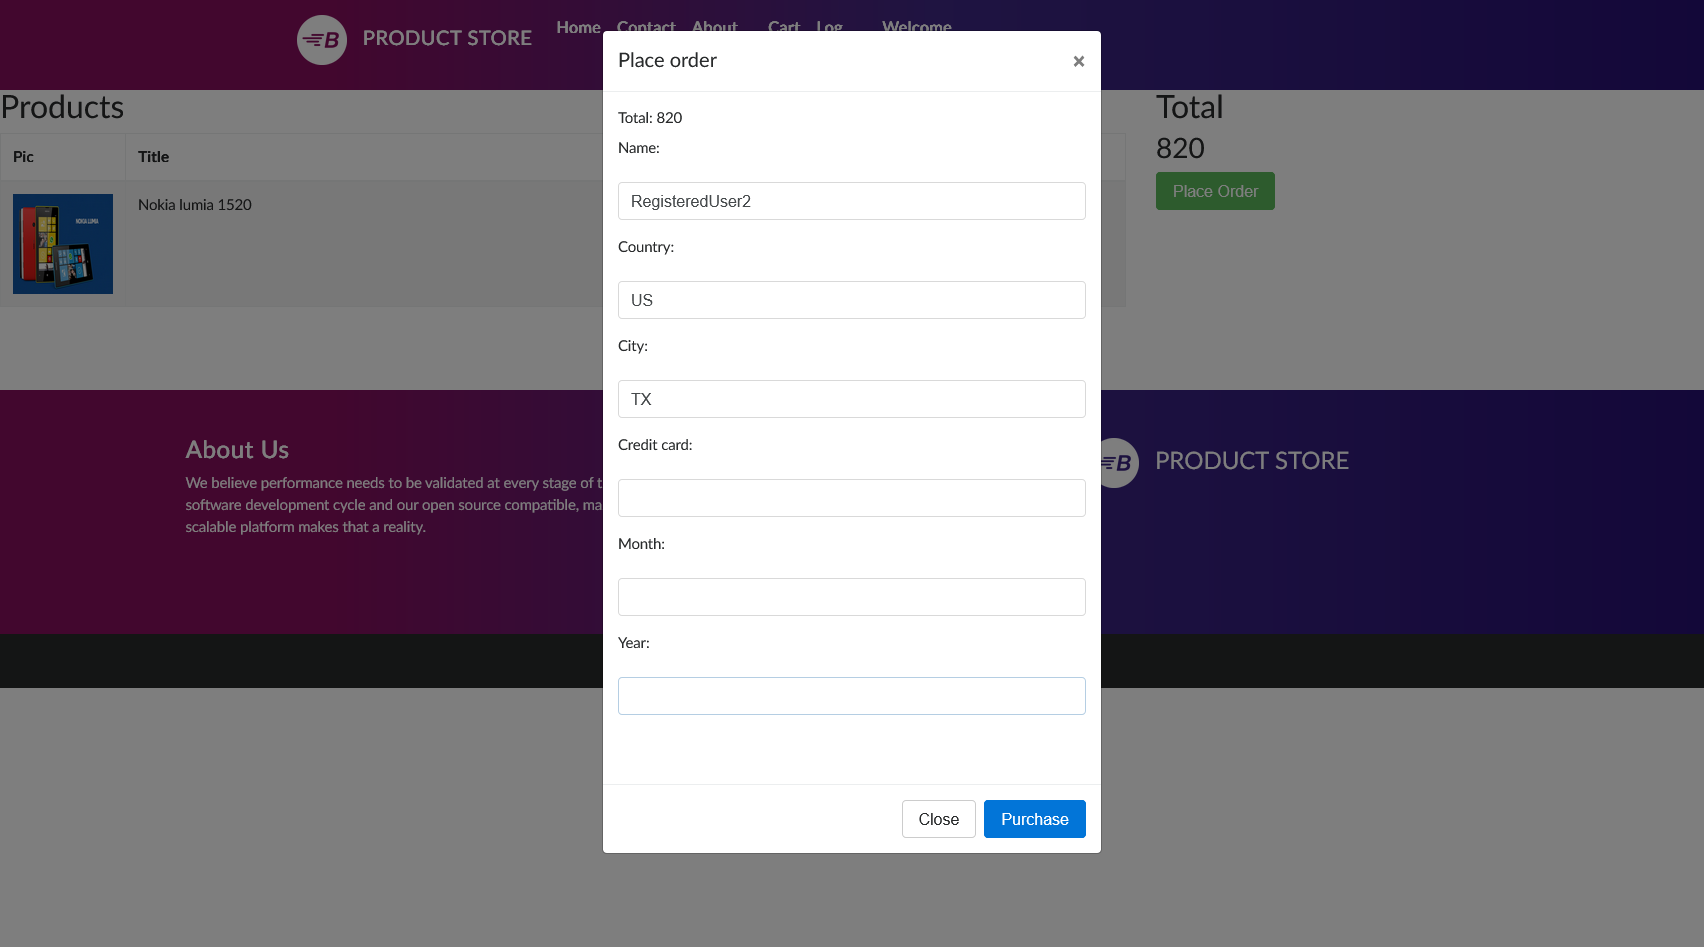 B PRODUCT STORE
Home Contact About Cart Log Welcome
Place order ×
Products
Pic Title
NOKIA LUMIA
Nokia lumia 1520
Total
820
Place Order
Total: 820
Name:
RegisteredUser2
Country:
US
City:
TX
Credit card:
Month:
Year:
Close Purchase
About Us
We believe performance needs to be validated at every stage of t
software development cycle and our open source compatible, ma
scalable platform makes that a reality.
B PRODUCT STORE